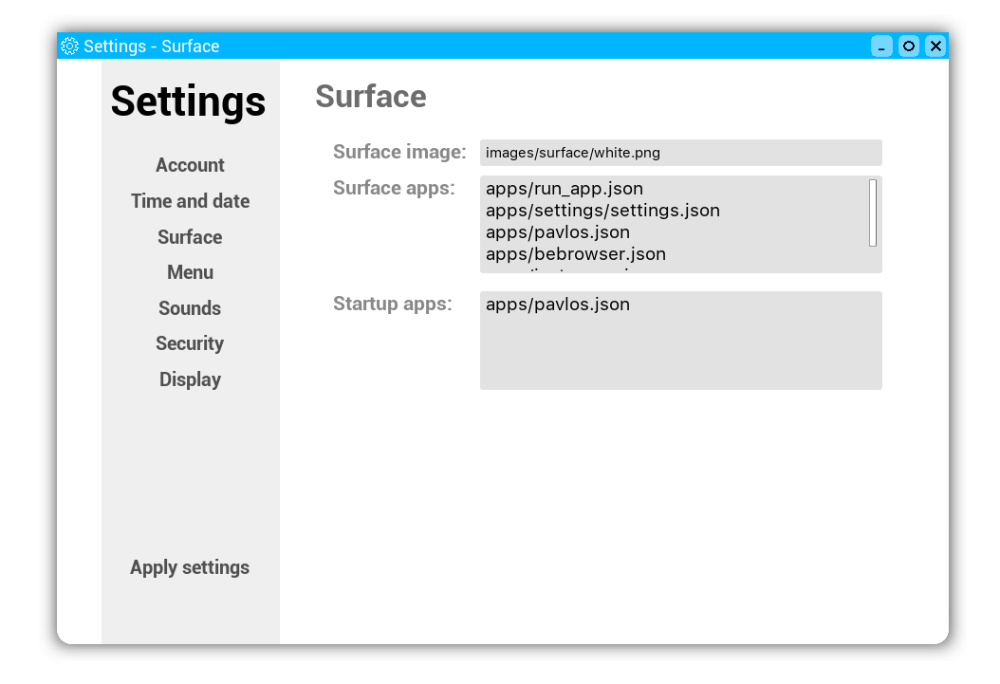 Settings - Surface
Settings
Account
Time and date
Surface
Menu
Sounds
Security
Display
Apply settings
Surface
Surface image:
images/surface/white.png
Surface apps:
apps/run_app.json
apps/settings/settings.json
apps/pavlos.json
apps/bebrowser.json
Startup apps:
apps/pavlos.json